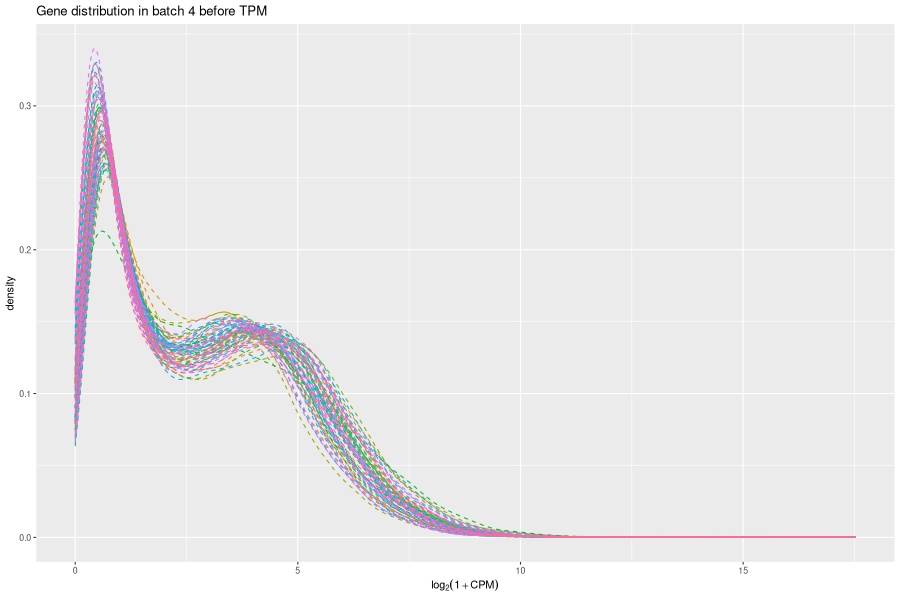 Gene distribution in batch 4 before TPM
0.3
0.2
density
0.1
0.0
0 5 10 15
log₂(1 + CPM)